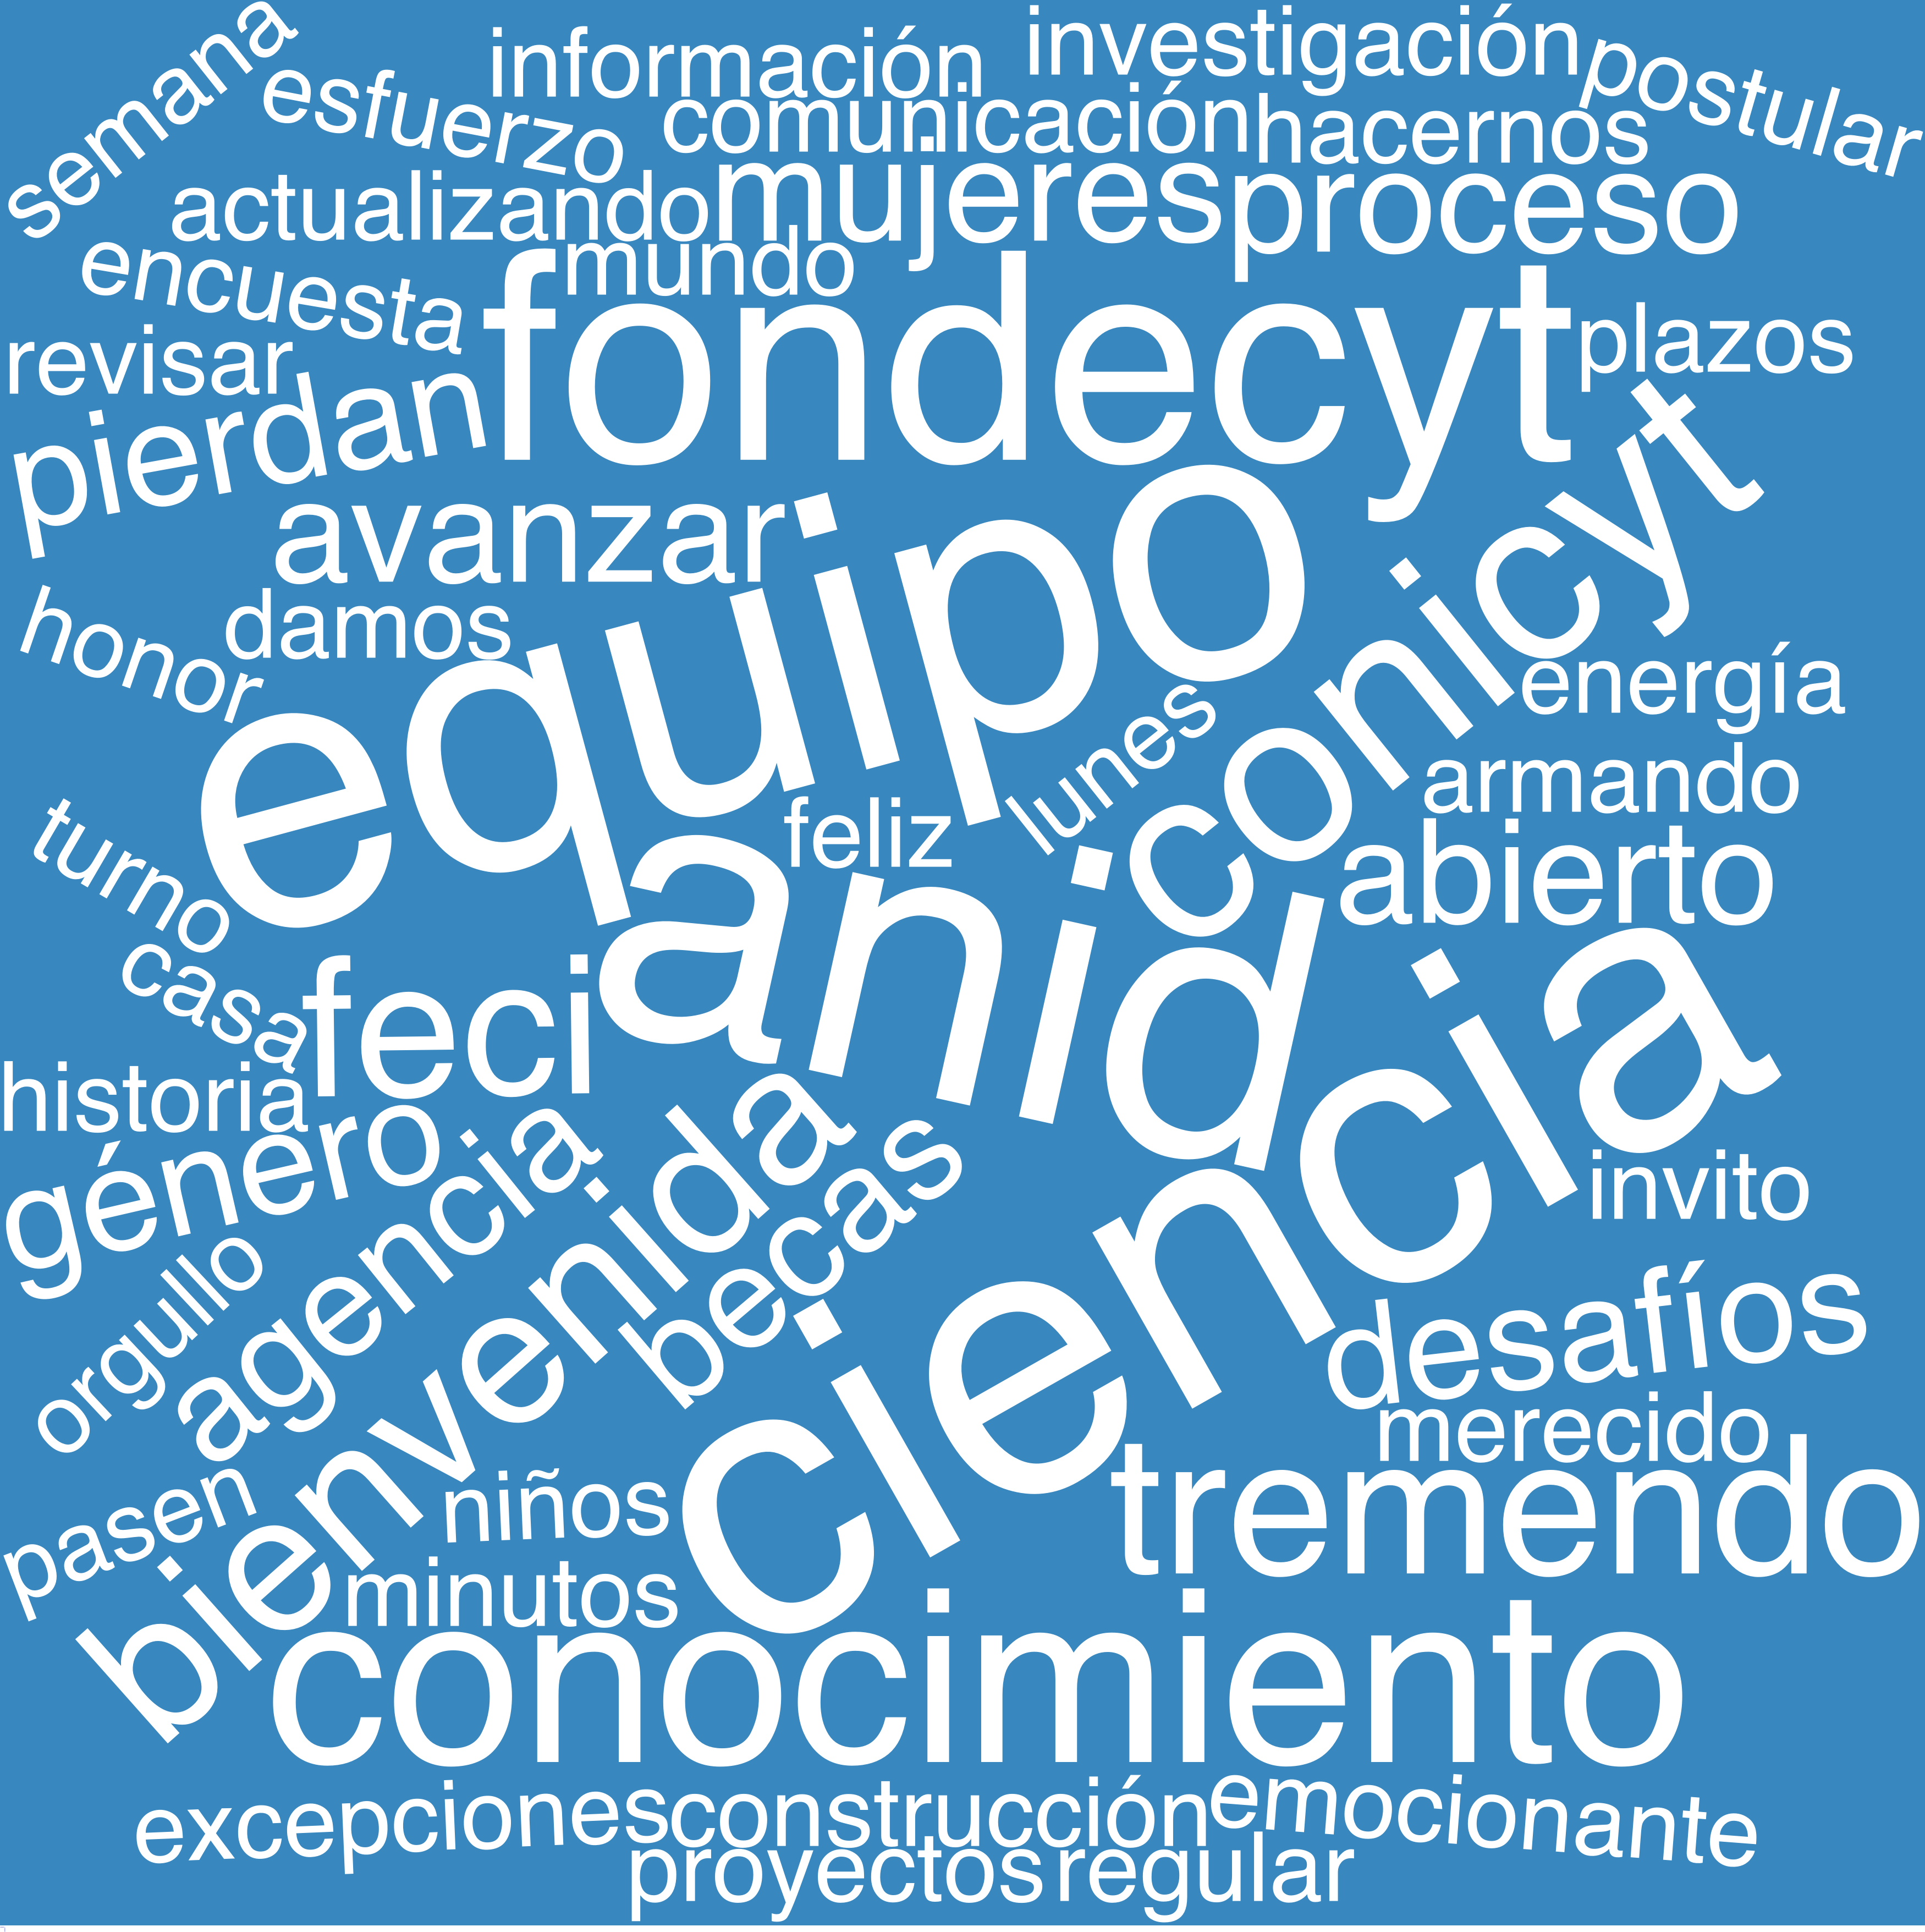 semana
esfuerzo
información
investigación
postular
comunicación
hacernos
actualizando
mujeres
proceso
encuesta
mundo
fondecyt
plazos
revisar
pierdan
avanzar
equipo
conicyt
honor
damos
energía
lunes
armando
feliz
abierto
turno
anid
casa
feci
ciencia
historia
género
agencia
bienvenidas
becas
invito
orgullo
desafíos
merecido
pasen
niños
tremendo
minutos
conocimiento
excepciones
construcción
emocionante
proyectos
regular